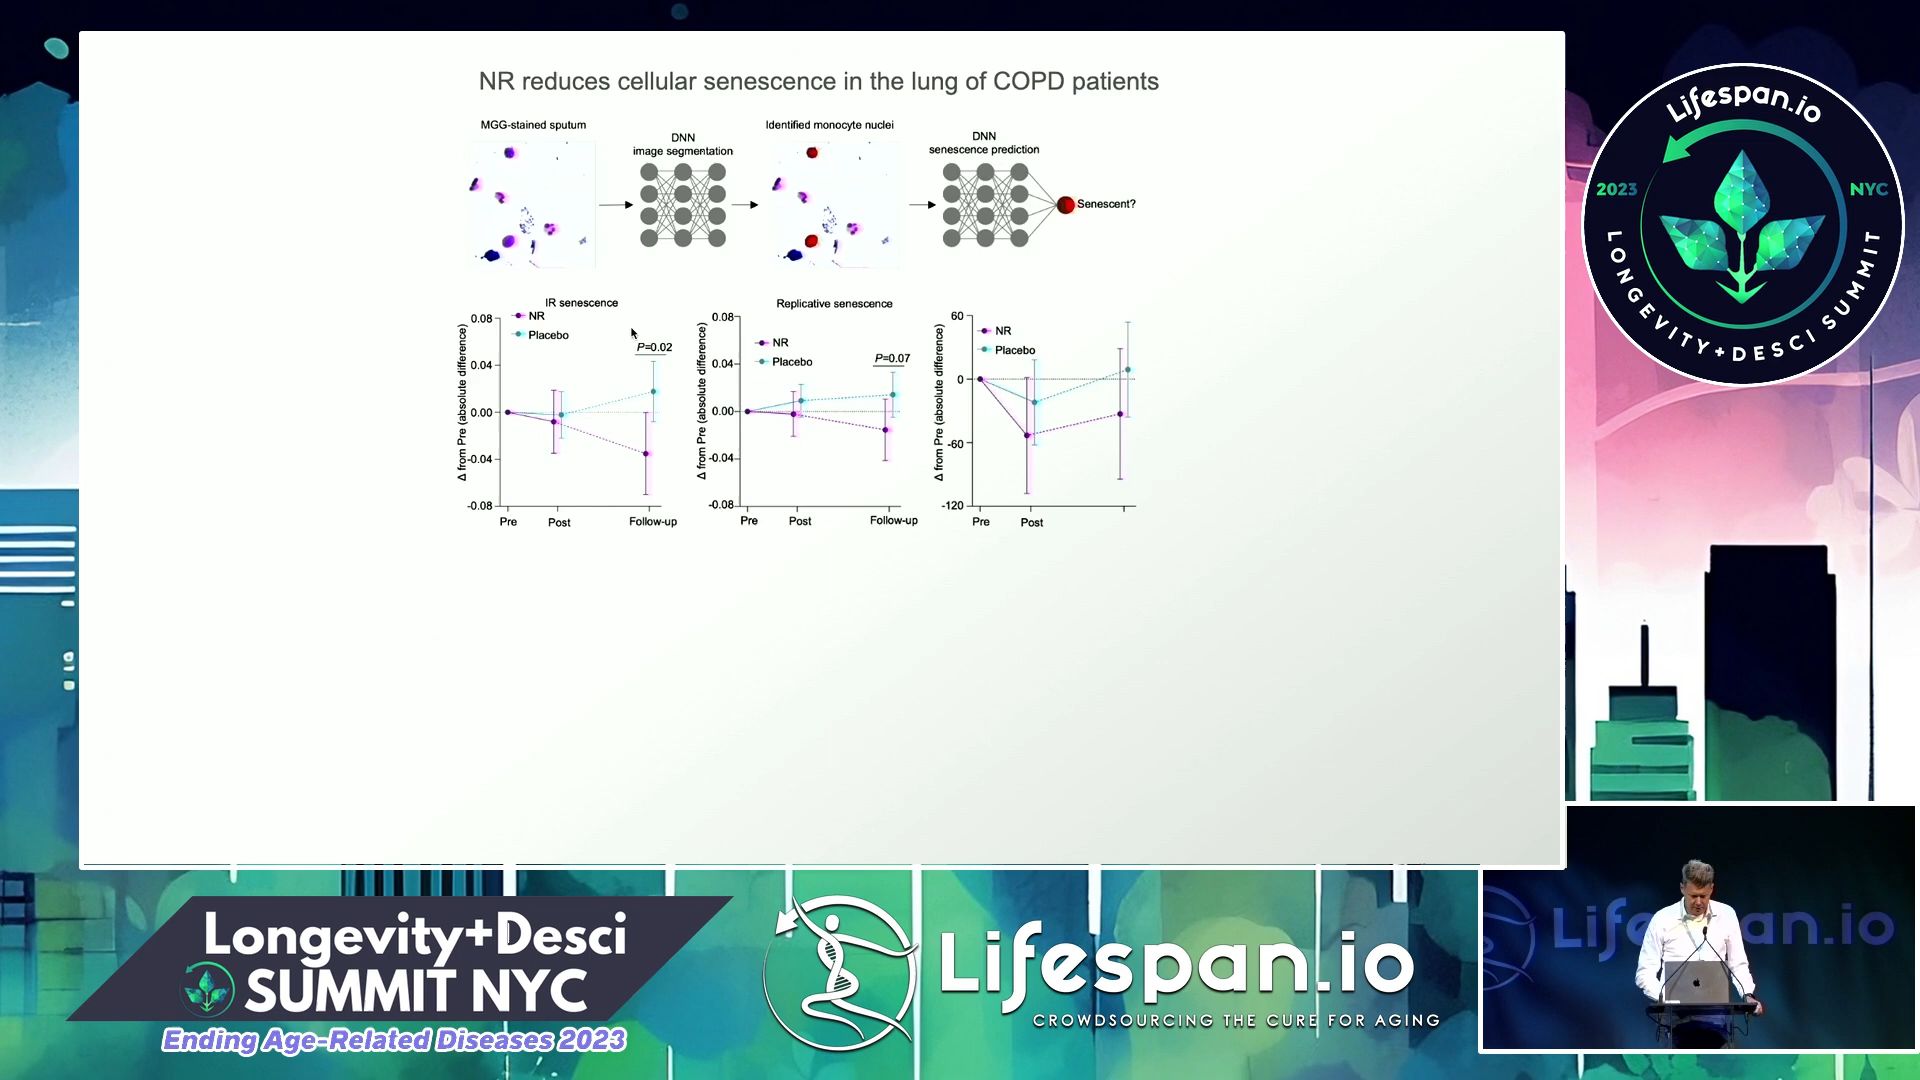 NR reduces cellular senescence in the lung of COPD patients
MGG-stained sputum
DNN
image segmentation
Identified monocyte nuclei
DNN
senescence prediction
Senescent?
IR senescence
NR
Placebo
P=0.02
Δ from Pre (absolute difference)
0.08
0.04
0.00
-0.04
-0.08
Pre
Post
Follow-up
Replicative senescence
NR
Placebo
P=0.07
Δ from Pre (absolute difference)
0.08
0.04
0.00
-0.04
-0.08
Pre
Post
Follow-up
NR
Placebo
Δ from Pre (absolute difference)
60
0
-60
-120
Pre
Post
Lifespan.io
2023
NYC
LONGEVITY+DESCI SUMMIT
Longevity+Desci
SUMMIT NYC
Ending Age-Related Diseases 2023
Lifespan.io
CROWDSOURCING THE CURE FOR AGING
Lifespan.io